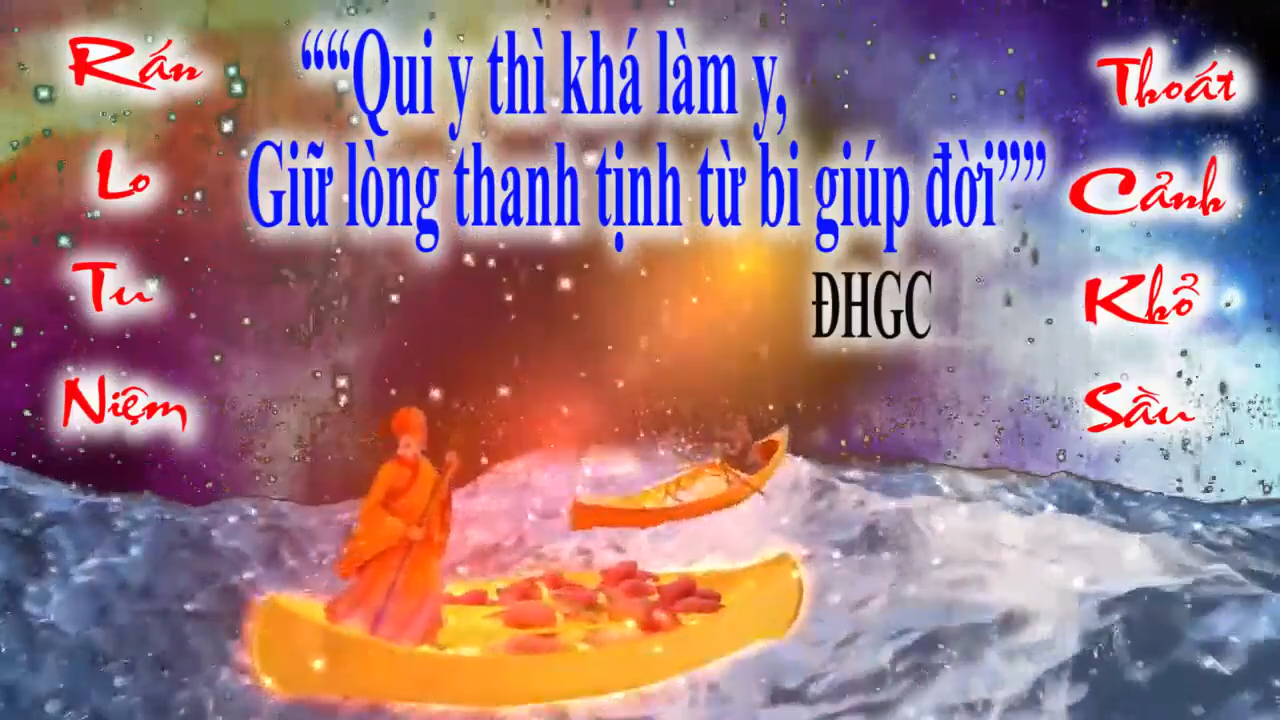 Rán
Lo
Tu
Niệm
““Qui y thì khá làm y,
Giữ lòng thanh tịnh từ bi giúp đời””
ĐHGC
Thoát
Cảnh
Khổ
Sầu